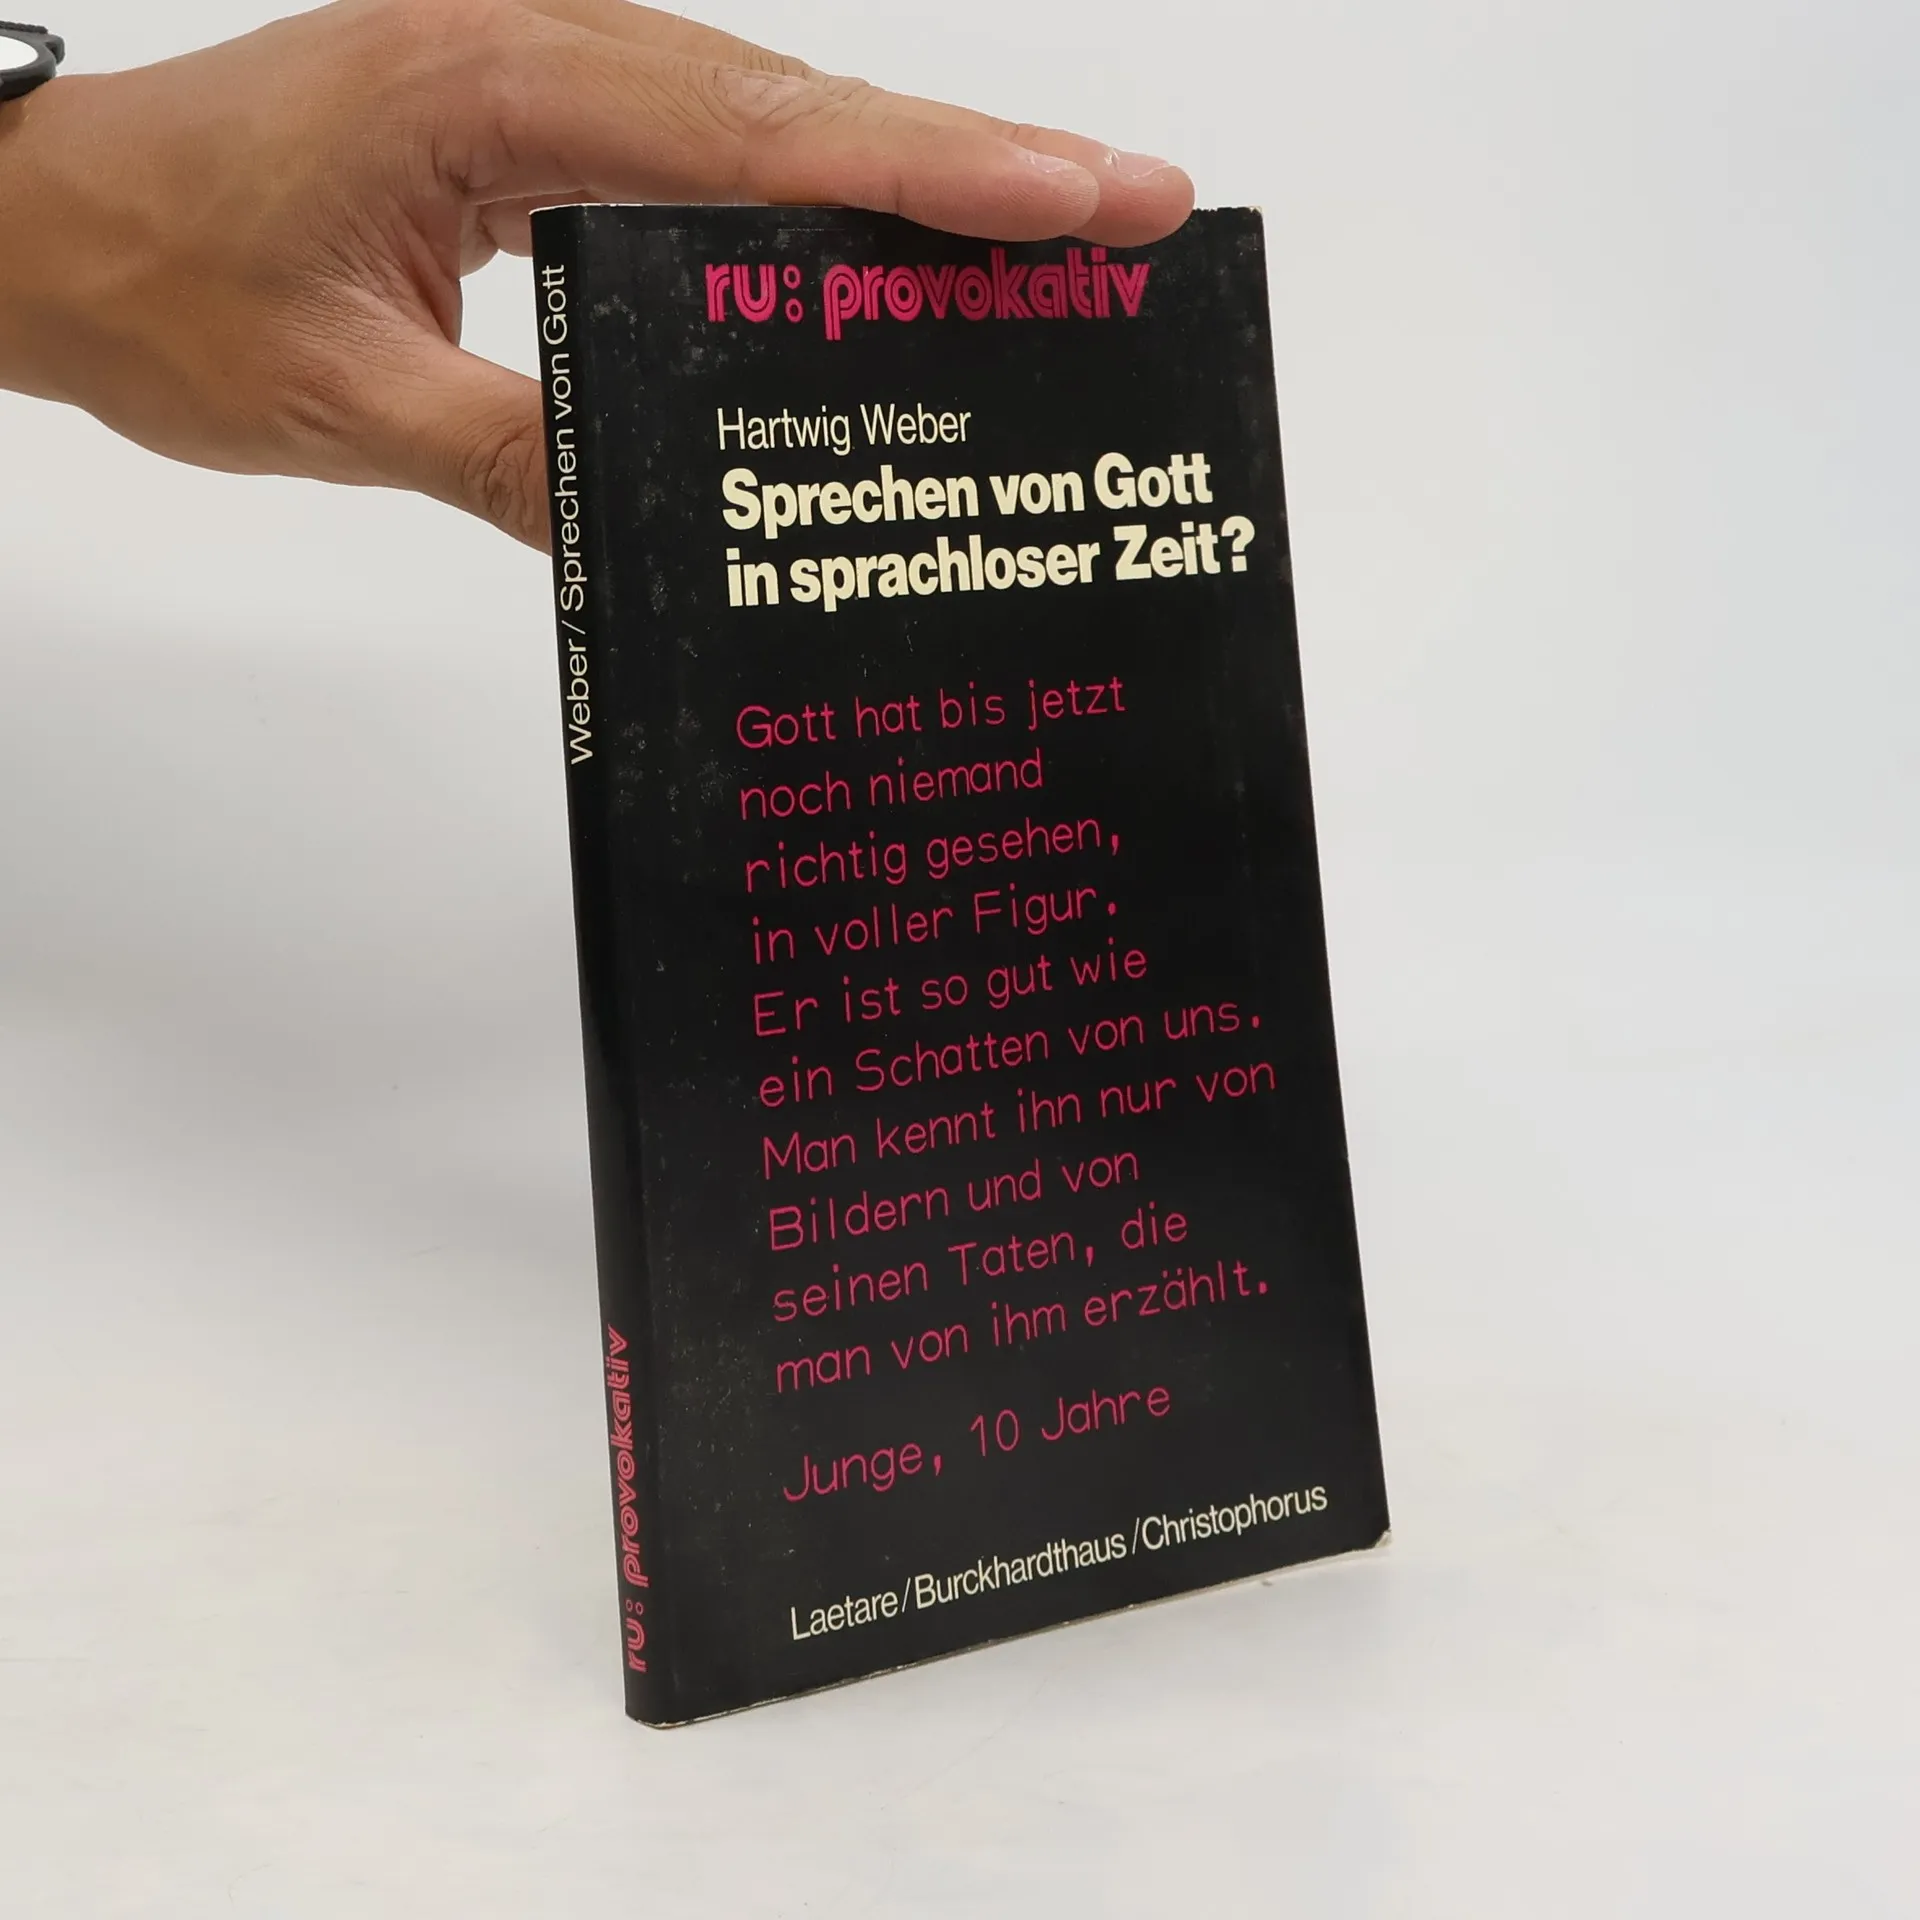 ru: provokativ
Hartwig Weber
Sprechen von Gott
in sprachloser Zeit?
Gott hat bis jetzt
noch niemand
richtig gesehen,
in voller Figur.
Er ist so gut wie
ein Schatten von uns.
Man kennt ihn nur von
Bildern und von
seinen Taten, die
man von ihm erzählt.
Junge, 10 Jahre
Laetare/Burckhardthaus/Christophorus
Weber/Sprechen von Gott
ru: provokativ